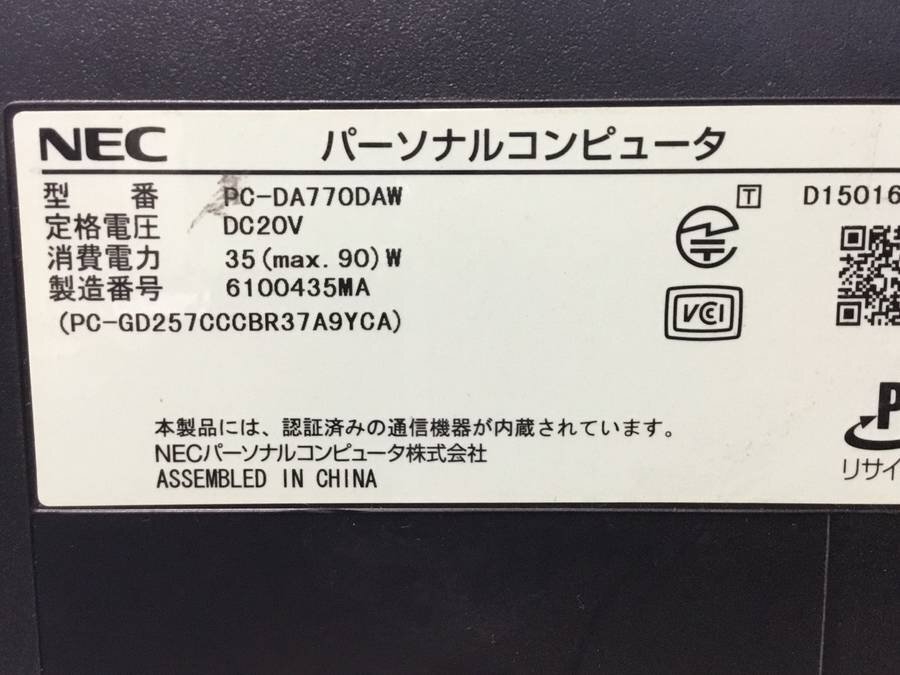 NEC パーソナルコンピュータ
型 番 PC-DA770DAW
定格電圧 DC20V
消費電力 35(max.90)W
製造番号 6100435MA
(PC-GD257CCCBR37A9YCA)
T D15016
VCI
本製品には、認証済みの通信機器が内蔵されています。
NECパーソナルコンピュータ株式会社
ASSEMBLED IN CHINA
P
リサイ